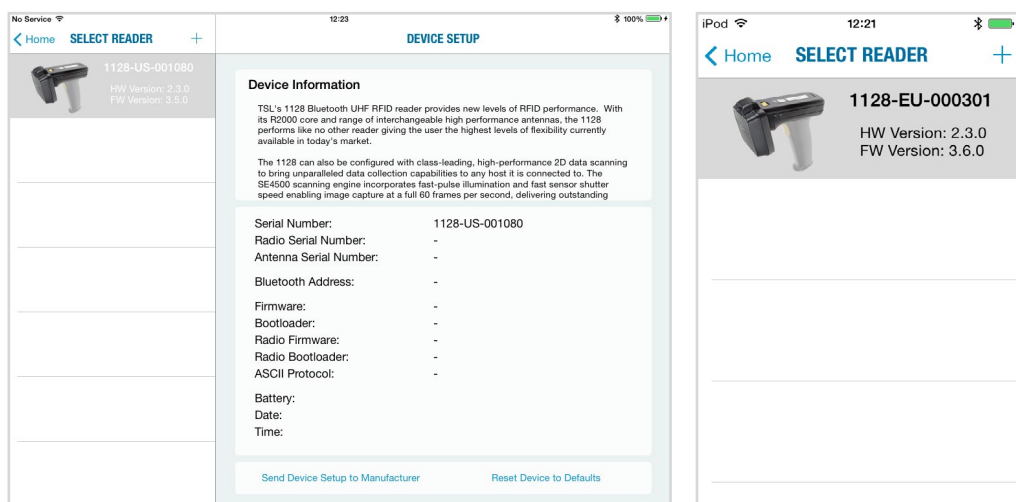 No Service
12:23
100%
Home SELECT READER +
DEVICE SETUP
1128-US-001080
HW Version: 2.3.0
FW Version: 3.5.0
Device Information
TSL's 1128 Bluetooth UHF RFID reader provides new levels of RFID performance. With
its R2000 core and range of interchangeable high performance antennas, the 1128
performs like no other reader giving the user the highest levels of flexibility currently
available in today's market.
The 1128 can also be configured with class-leading, high-performance 2D data scanning
to bring unparalleled data collection capabilities to any host it is connected to. The
SE4500 scanning engine incorporates fast-pulse illumination and fast sensor shutter
speed enabling image capture at a full 60 frames per second, delivering outstanding
Serial Number: 1128-US-001080
Radio Serial Number: -
Antenna Serial Number: -
Bluetooth Address: -
Firmware: -
Bootloader: -
Radio Firmware: -
Radio Bootloader: -
ASCII Protocol: -
Battery:
Date:
Time:
Send Device Setup to Manufacturer
Reset Device to Defaults
iPod
12:21
Home SELECT READER +
1128-EU-000301
HW Version: 2.3.0
FW Version: 3.6.0